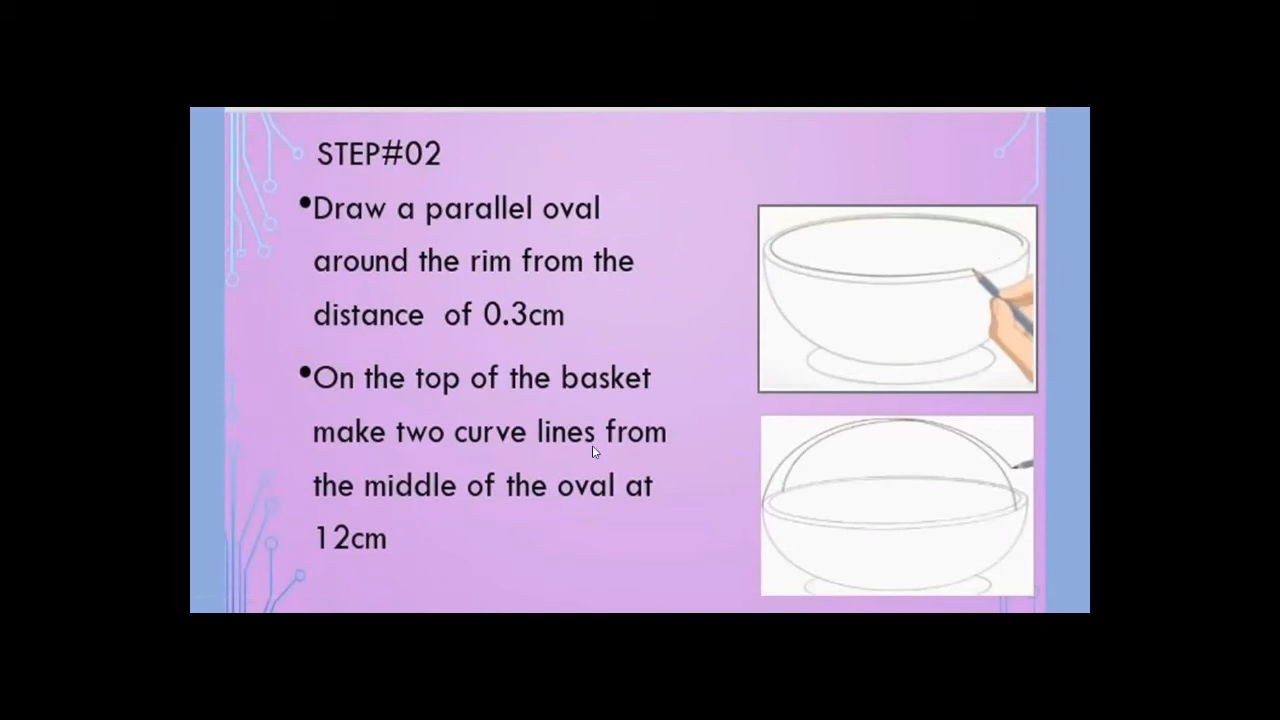 STEP#02
•Draw a parallel oval
around the rim from the
distance of 0.3cm
•On the top of the basket
make two curve lines from
the middle of the oval at
12cm